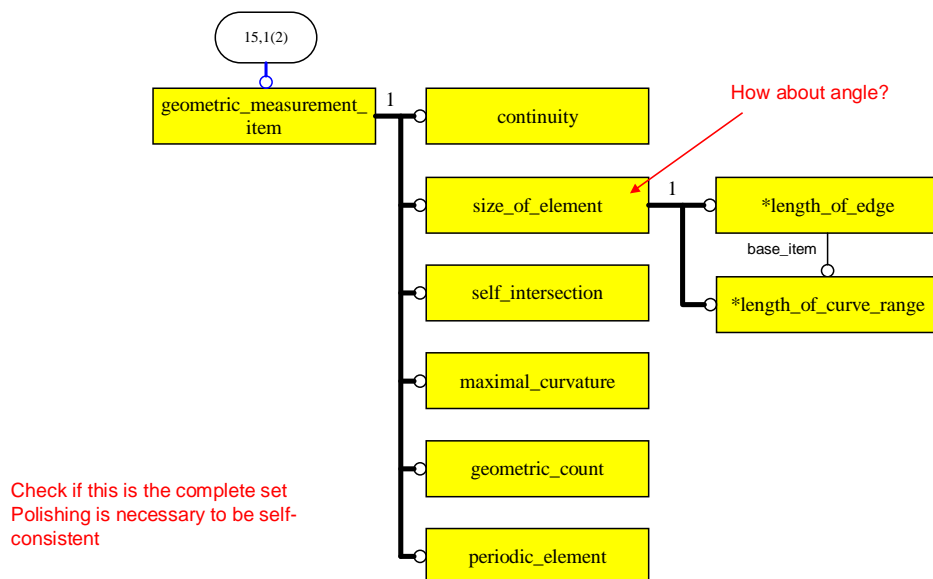 15,1(2)
geometric_measurement_
item
1
continuity
How about angle?
size_of_element
1
*length_of_edge
base_item
self_intersection
*length_of_curve_range
maximal_curvature
geometric_count
Check if this is the complete set
Polishing is necessary to be self-
consistent
periodic_element